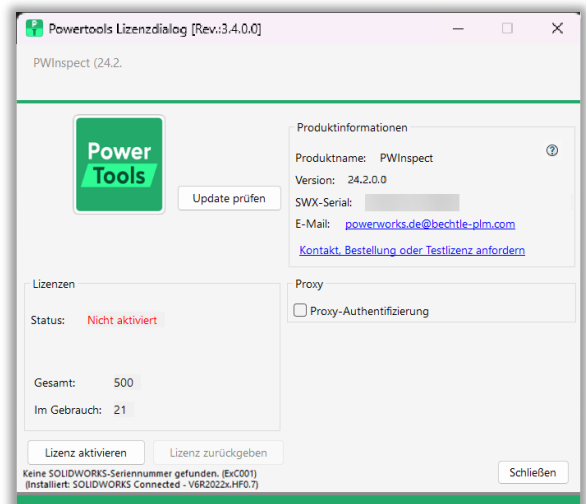 Powertools Lizenzdialog [Rev.:3.4.0.0]
PWInspect (24.2.
Power
Tools
Update prüfen
Produktinformationen
Produktname: PWInspect
Version: 24.2.0.0
SWX-Serial:
E-Mail: powerworks.de@bechtle-plm.com
Kontakt, Bestellung oder Testlizenz anfordern
Lizenzen
Status: Nicht aktiviert
Gesamt: 500
Im Gebrauch: 21
Proxy
Proxy-Authentifizierung
Lizenz aktivieren
Lizenz zurückgeben
Keine SOLIDWORKS-Seriennummer gefunden. (ExC001)
(Installiert: SOLIDWORKS Connected - V6R2022x.HF0.7)
Schließen